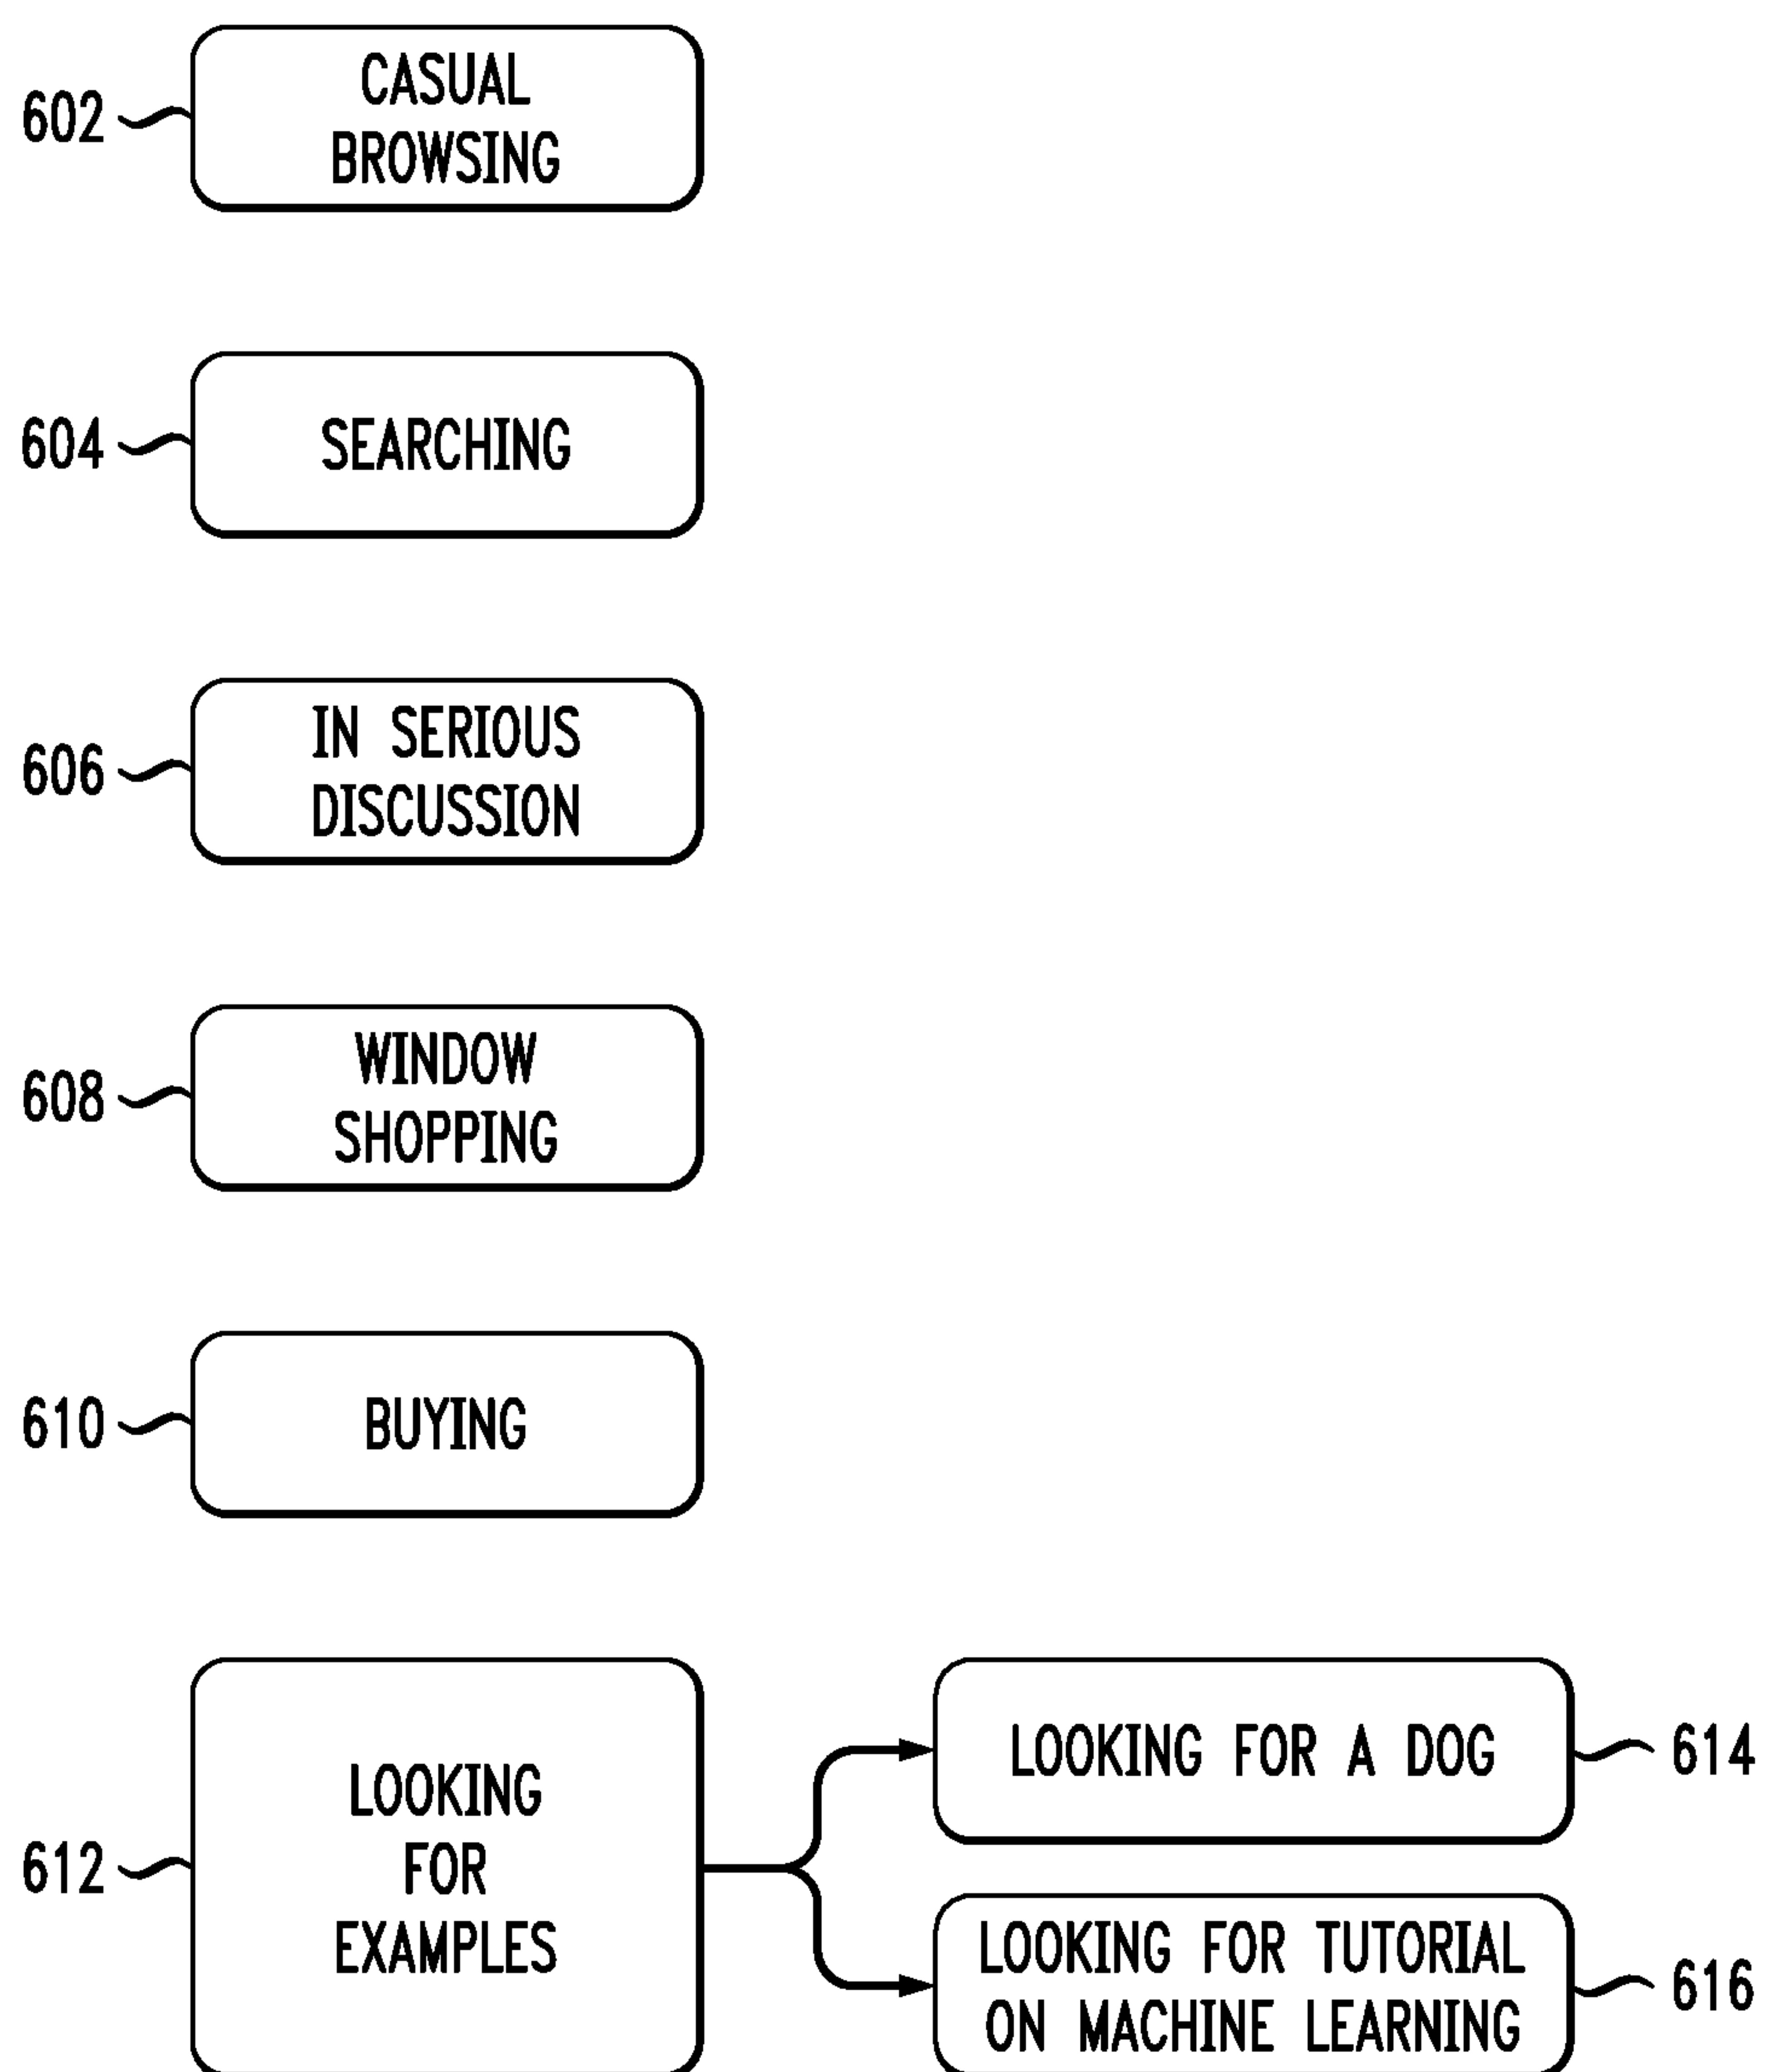 602
CASUAL
BROWSING
604
SEARCHING
606
IN SERIOUS
DISCUSSION
608
WINDOW
SHOPPING
610
BUYING
612
LOOKING
FOR
EXAMPLES
LOOKING FOR A DOG
614
LOOKING FOR TUTORIAL
ON MACHINE LEARNING
616